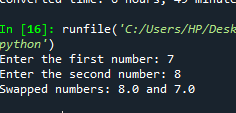 In [16]: runfile('C:/Users/HP/Desk
python')
Enter the first number: 7
Enter the second number: 8
Swapped numbers: 8.0 and 7.0